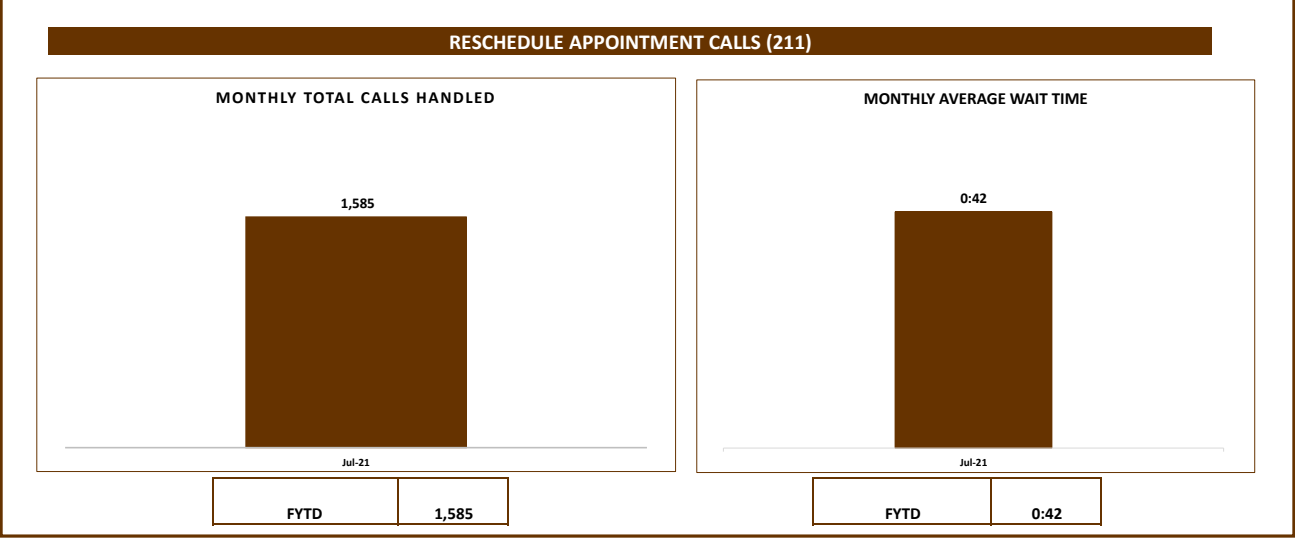 RESCHEDULE APPOINTMENT CALLS (211)
MONTHLY TOTAL CALLS HANDLED
1,585
Jul-21
FYTD 1,585
MONTHLY AVERAGE WAIT TIME
0:42
Jul-21
FYTD 0:42